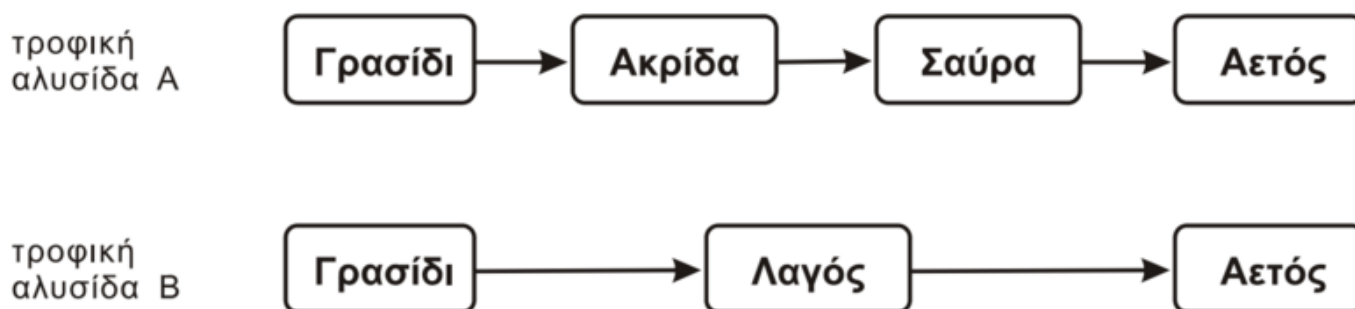 τροφική
αλυσίδα Α
Γρασίδι
Ακρίδα
Σαύρα
Αετός
τροφική
αλυσίδα Β
Γρασίδι
Λαγός
Αετός